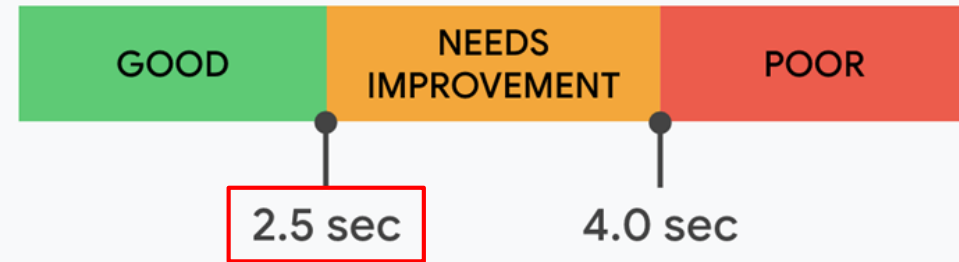 GOOD
NEEDS
IMPROVEMENT
POOR
2.5 sec
4.0 sec